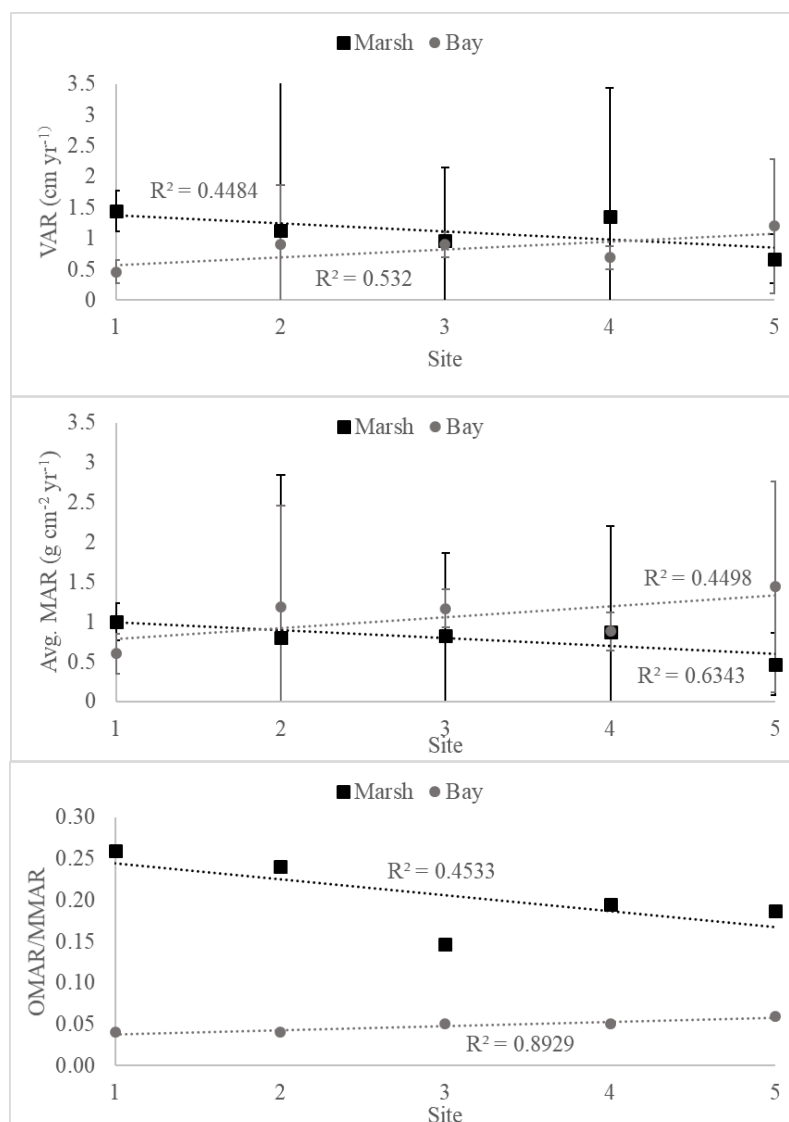 Marsh Bay
3.5
3
2.5
2
1.5
1
0.5
0
VAR (cm yr⁻¹)
R² = 0.4484
R² = 0.532
1 2 3 4 5
Site
Marsh Bay
3.5
3
2.5
2
1.5
1
0.5
0
Avg. MAR (g cm⁻² yr⁻¹)
R² = 0.4498
R² = 0.6343
1 2 3 4 5
Site
Marsh Bay
0.30
0.25
0.20
0.15
0.10
0.05
0.00
OMAR/MMAR
R² = 0.4533
R² = 0.8929
1 2 3 4 5
Site